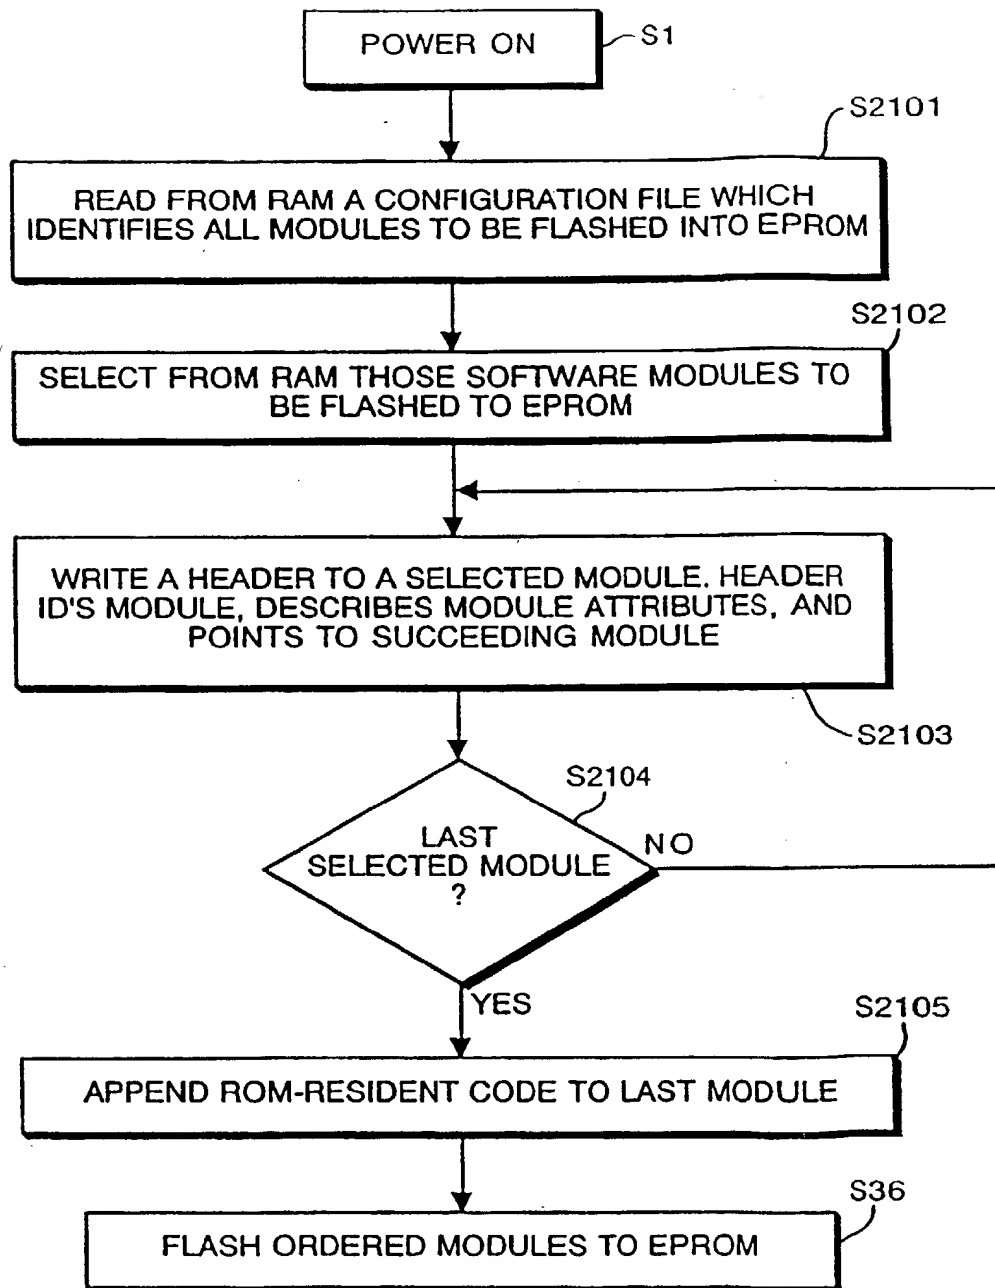 POWER ON
S1
S2101
READ FROM RAM A CONFIGURATION FILE WHICH
IDENTIFIES ALL MODULES TO BE FLASHED INTO EPROM
S2102
SELECT FROM RAM THOSE SOFTWARE MODULES TO
BE FLASHED TO EPROM
WRITE A HEADER TO A SELECTED MODULE. HEADER
ID'S MODULE, DESCRIBES MODULE ATTRIBUTES, AND
POINTS TO SUCCEEDING MODULE
S2103
S2104
LAST
SELECTED MODULE
?
NO
YES
S2105
APPEND ROM-RESIDENT CODE TO LAST MODULE
S36
FLASH ORDERED MODULES TO EPROM